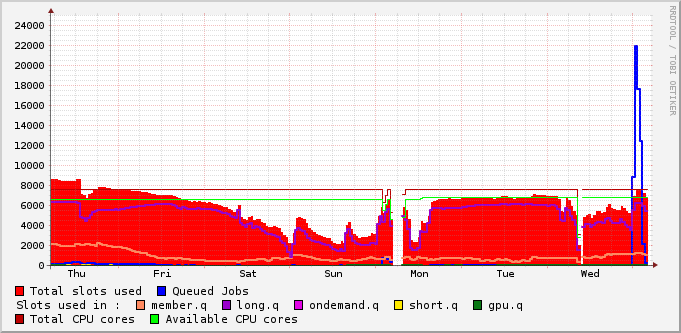 RRDTOOL / TOBI OETIKER
24000
22000
20000
18000
16000
14000
12000
10000
8000
6000
4000
2000
0
Thu Fri Sat Sun Mon Tue Wed
Total slots used Queued Jobs
Slots used in : member.q long.q ondemand.q short.q gpu.q
Total CPU cores Available CPU cores